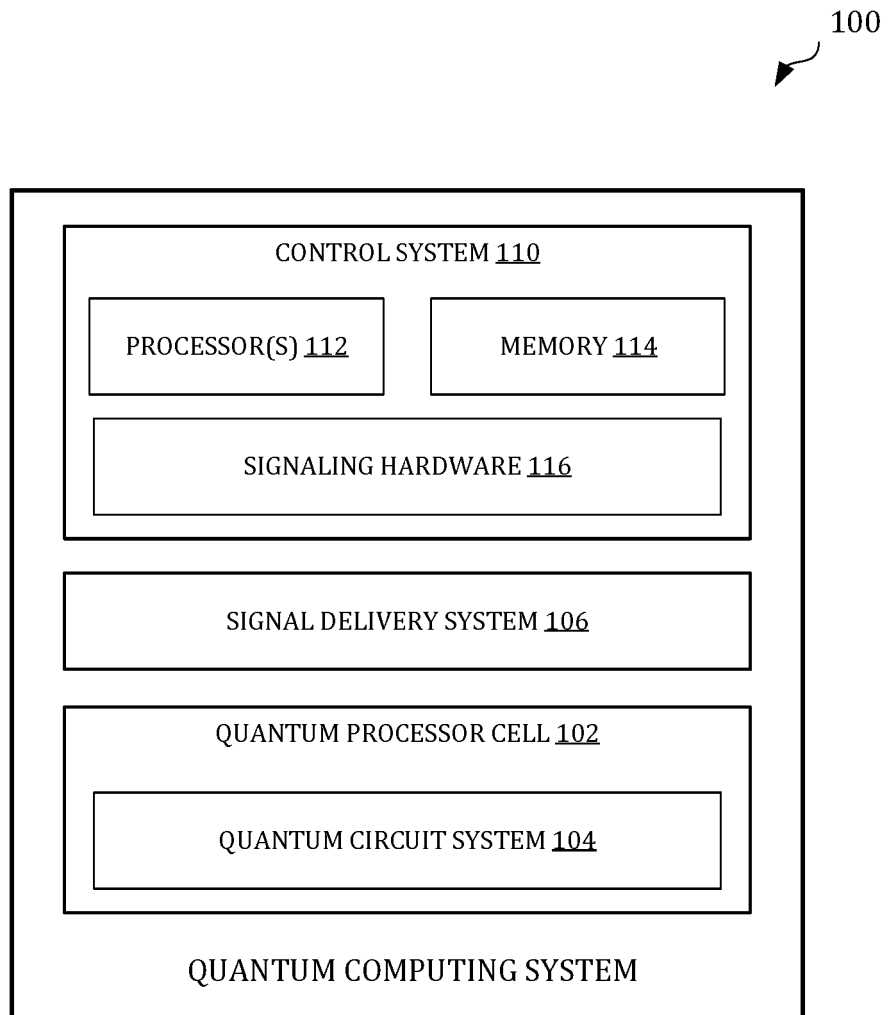 100
CONTROL SYSTEM 110
PROCESSOR(S) 112
MEMORY 114
SIGNALING HARDWARE 116
SIGNAL DELIVERY SYSTEM 106
QUANTUM PROCESSOR CELL 102
QUANTUM CIRCUIT SYSTEM 104
QUANTUM COMPUTING SYSTEM